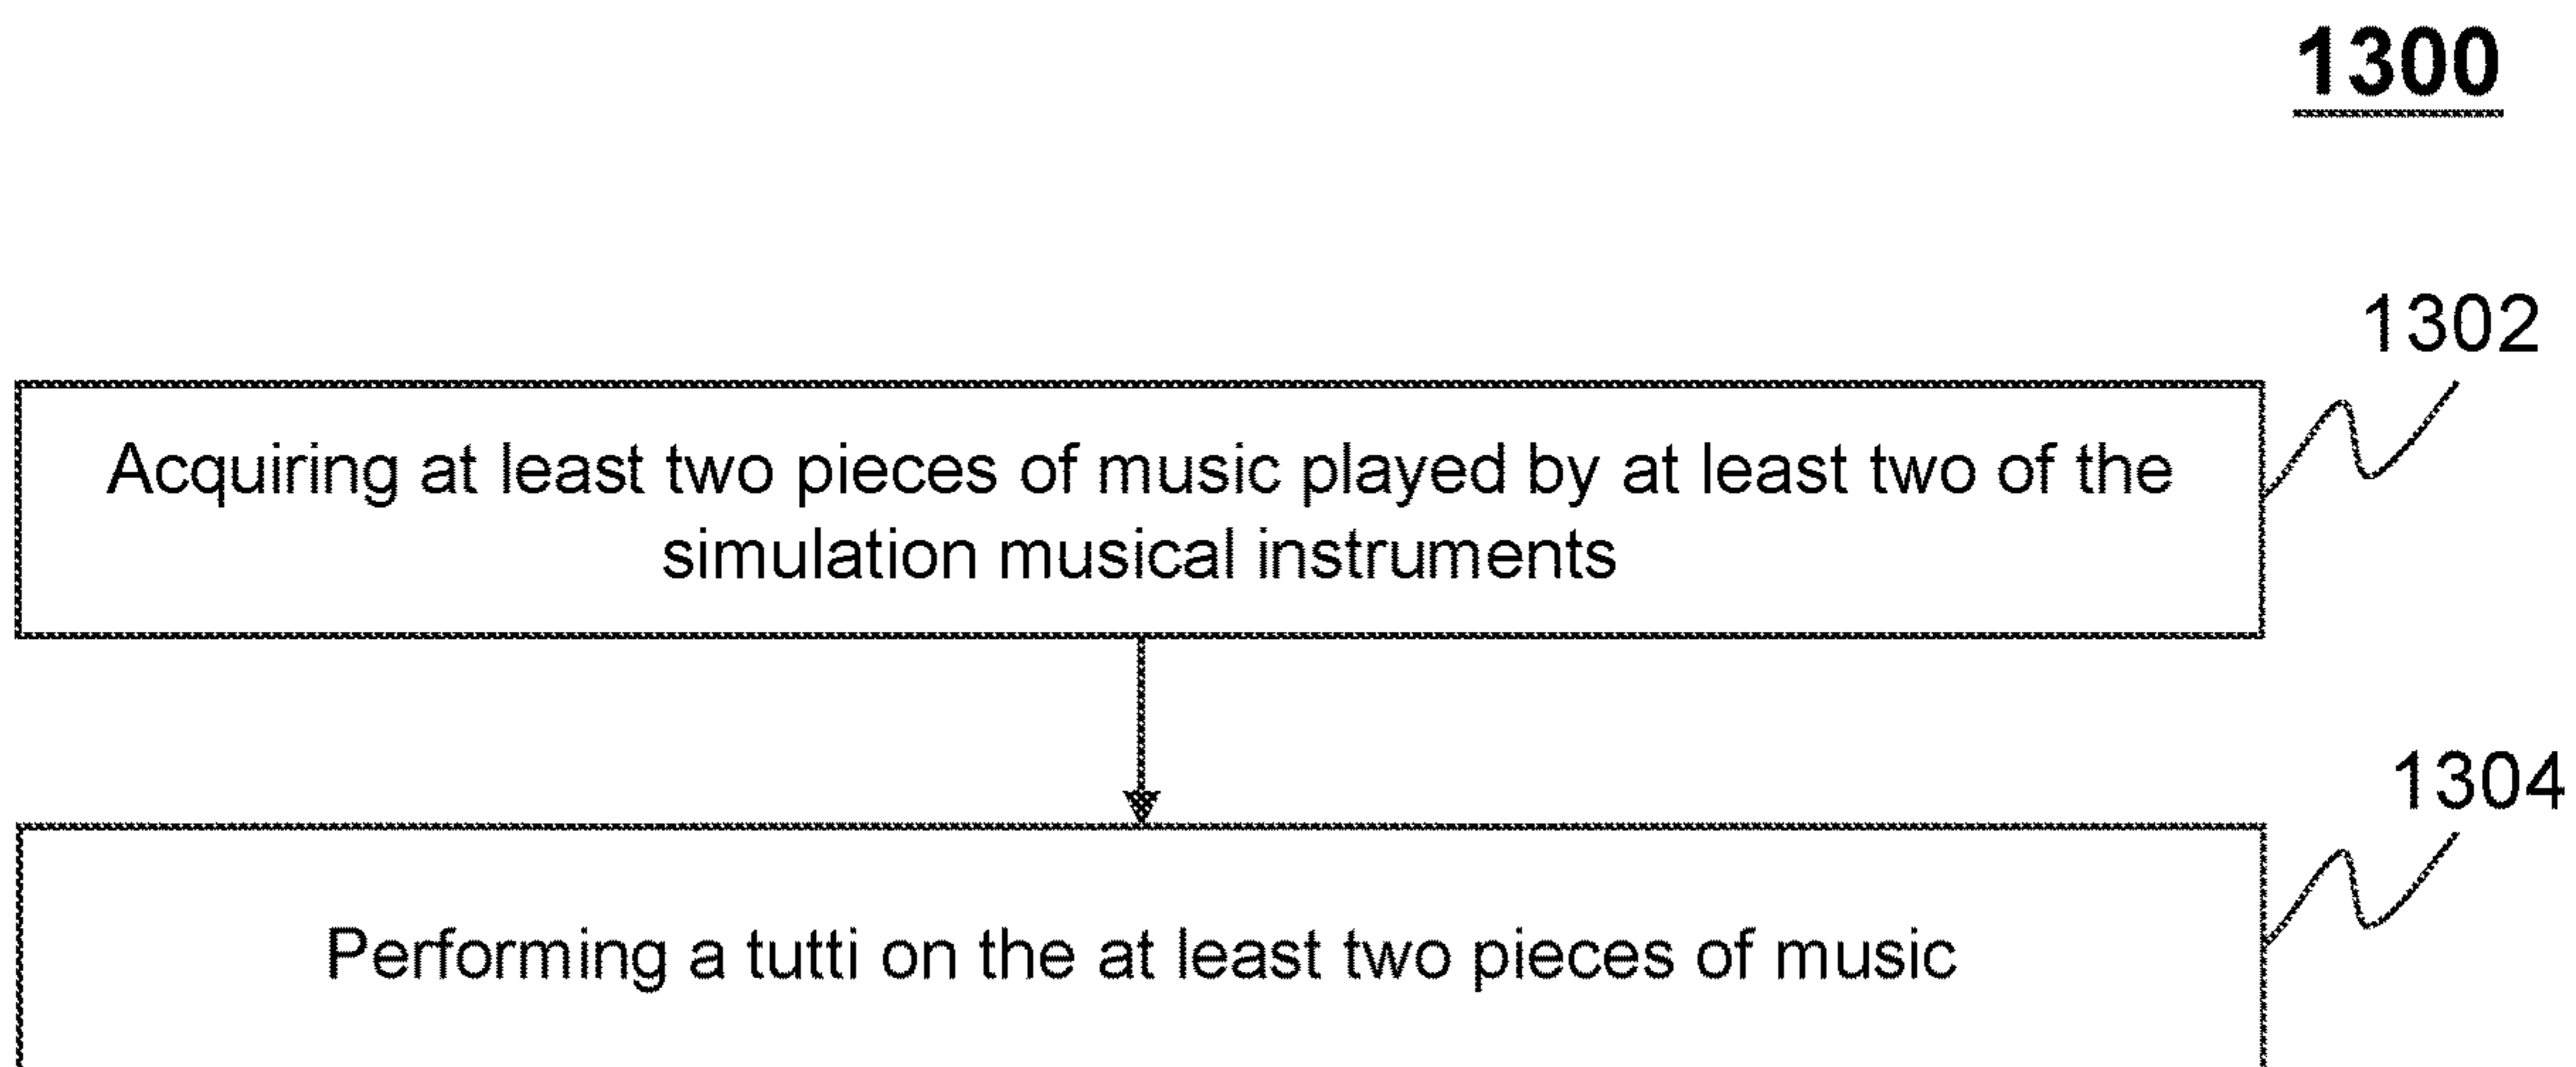 1300
1302
Acquiring at least two pieces of music played by at least two of the
simulation musical instruments
1304
Performing a tutti on the at least two pieces of music